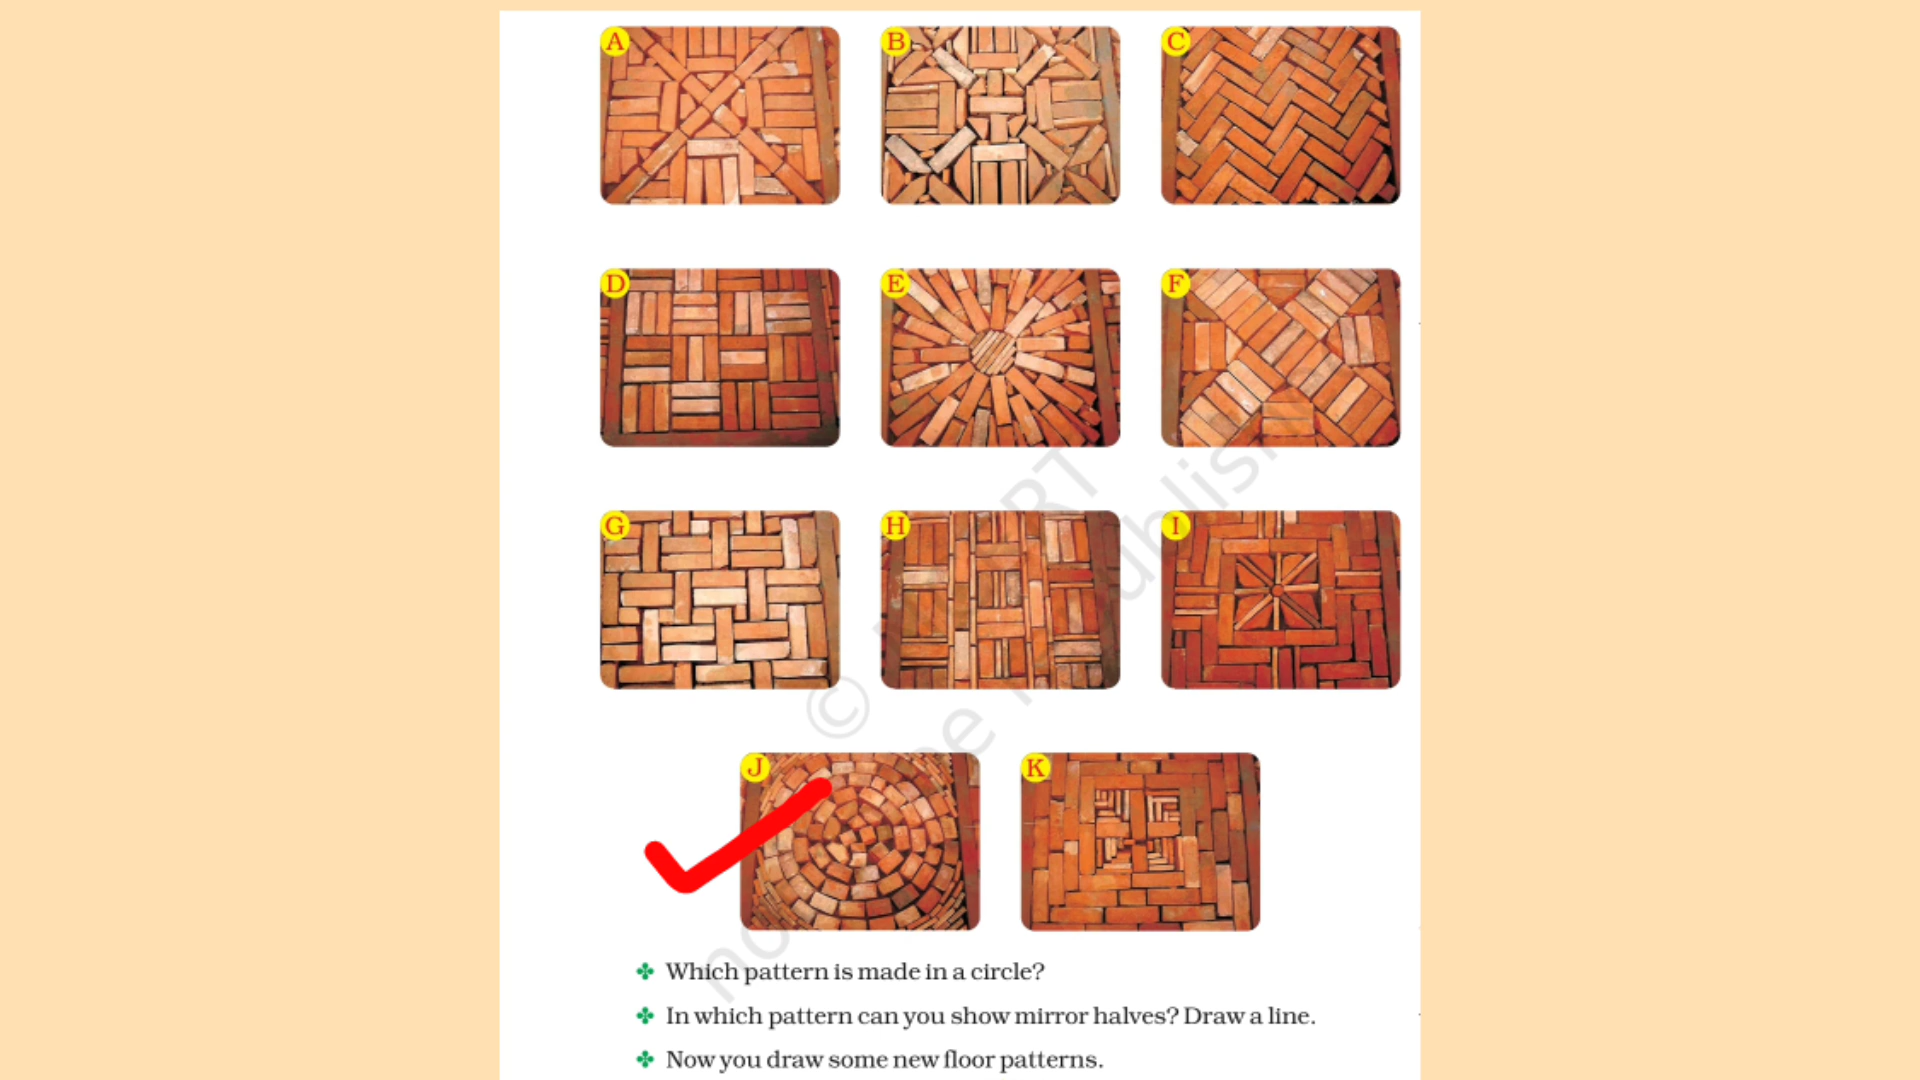 A
B
C
D
E
F
G
H
I
J
K
Which pattern is made in a circle?
In which pattern can you show mirror halves? Draw a line.
Now you draw some new floor patterns.